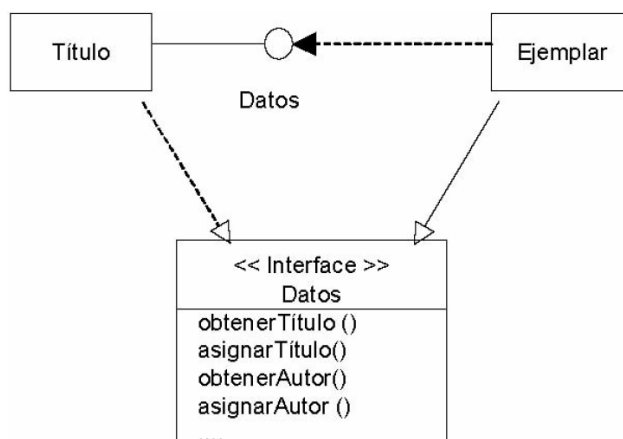 Título
Ejemplar
Datos
<< Interface >>
Datos
obtenerTítulo ()
asignarTítulo()
obtenerAutor()
asignarAutor ()
....